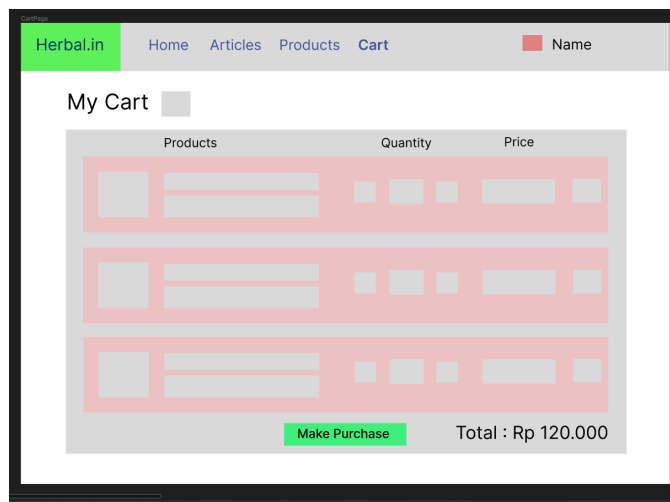 CartPage
Herbal.in Home Articles Products Cart Name
My Cart
Products Quantity Price
Make Purchase Total : Rp 120.000